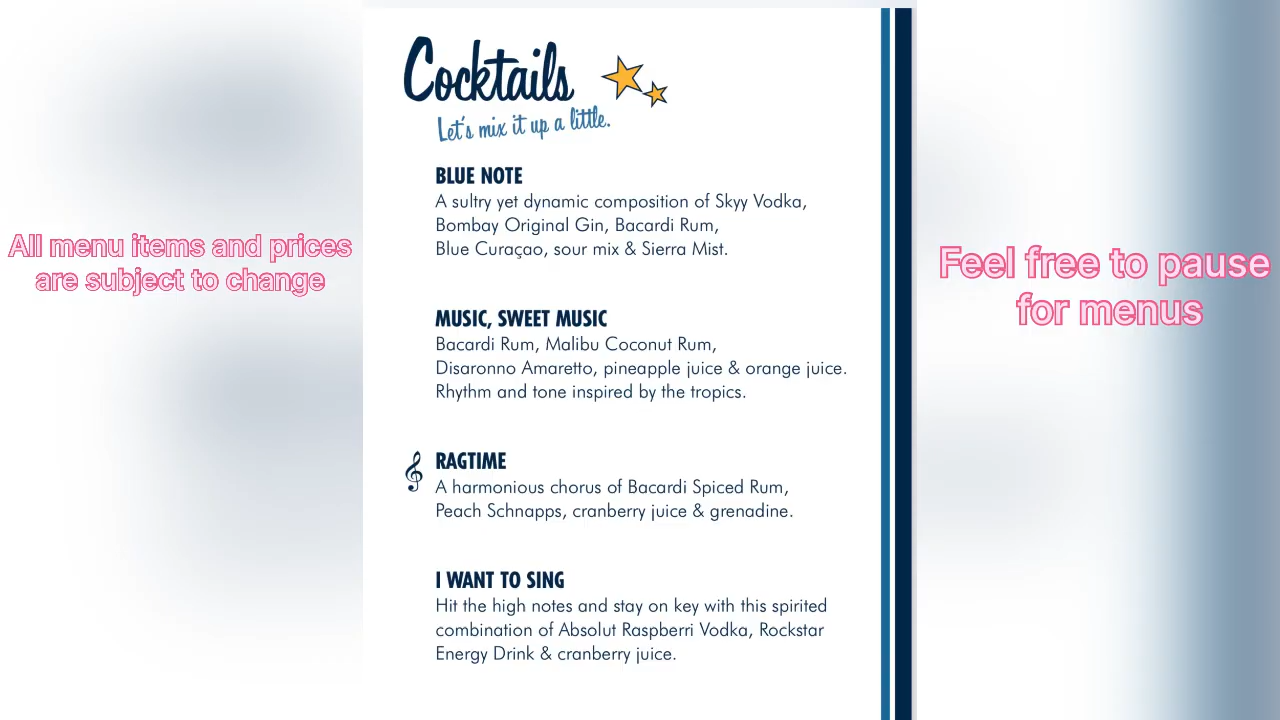 Cocktails
Let's mix it up a little.
BLUE NOTE
A sultry yet dynamic composition of Skyy Vodka,
Bombay Original Gin, Bacardi Rum,
Blue Curaçao, sour mix & Sierra Mist.
MUSIC, SWEET MUSIC
Bacardi Rum, Malibu Coconut Rum,
Disaronno Amaretto, pineapple juice & orange juice.
Rhythm and tone inspired by the tropics.
RAGTIME
A harmonious chorus of Bacardi Spiced Rum,
Peach Schnapps, cranberry juice & grenadine.
I WANT TO SING
Hit the high notes and stay on key with this spirited
combination of Absolut Raspberri Vodka, Rockstar
Energy Drink & cranberry juice.
All menu items and prices
are subject to change
Feel free to pause
for menus